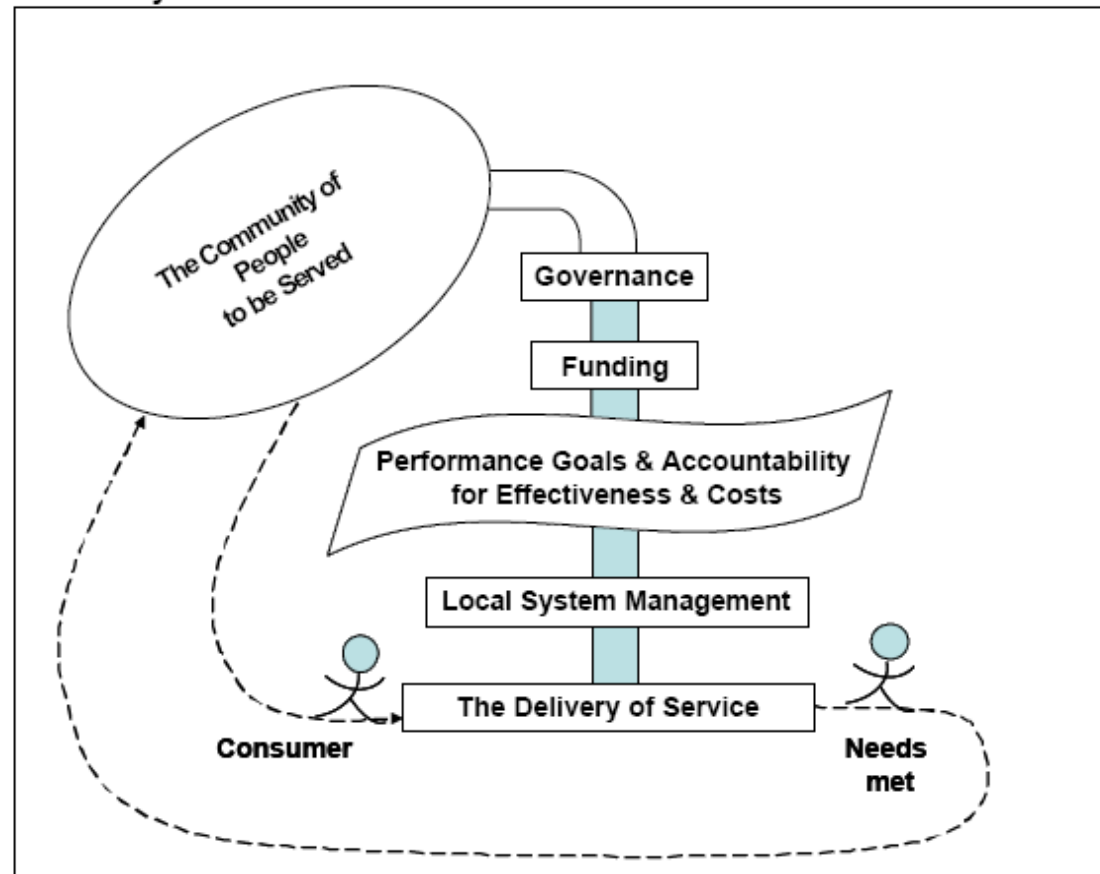 The Community of
People
to be Served
Governance
Funding
Performance Goals & Accountability
for Effectiveness & Costs
Local System Management
The Delivery of Service
Consumer
Needs
met